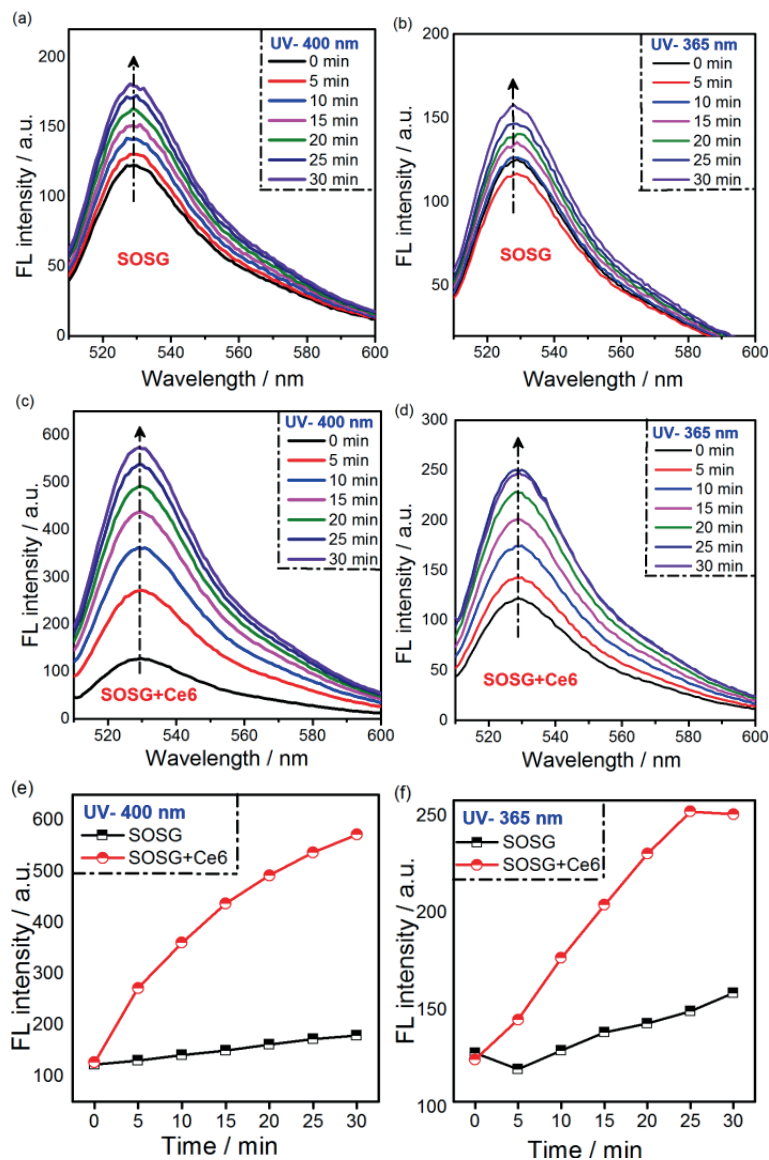 (a)
UV- 400 nm
0 min
5 min
10 min
15 min
20 min
25 min
30 min
SOSG
FL intensity / a.u.
200
150
100
50
0
520 540 560 580 600
Wavelength / nm
(b)
UV- 365 nm
0 min
5 min
10 min
15 min
20 min
25 min
30 min
SOSG
FL intensity / a.u.
200
150
100
50
520 540 560 580 600
Wavelength / nm
(c)
UV- 400 nm
0 min
5 min
10 min
15 min
20 min
25 min
30 min
SOSG+Ce6
FL intensity / a.u.
600
500
400
300
200
100
0
520 540 560 580 600
Wavelength / nm
(d)
UV- 365 nm
0 min
5 min
10 min
15 min
20 min
25 min
30 min
SOSG+Ce6
FL intensity / a.u.
300
250
200
150
100
50
0
520 540 560 580 600
Wavelength / nm
(e)
UV- 400 nm
SOSG
SOSG+Ce6
FL intensity / a.u.
600
500
400
300
200
100
0 5 10 15 20 25 30
Time / min
(f)
UV- 365 nm
SOSG
SOSG+Ce6
FL intensity / a.u.
250
200
150
100
0 5 10 15 20 25 30
Time / min